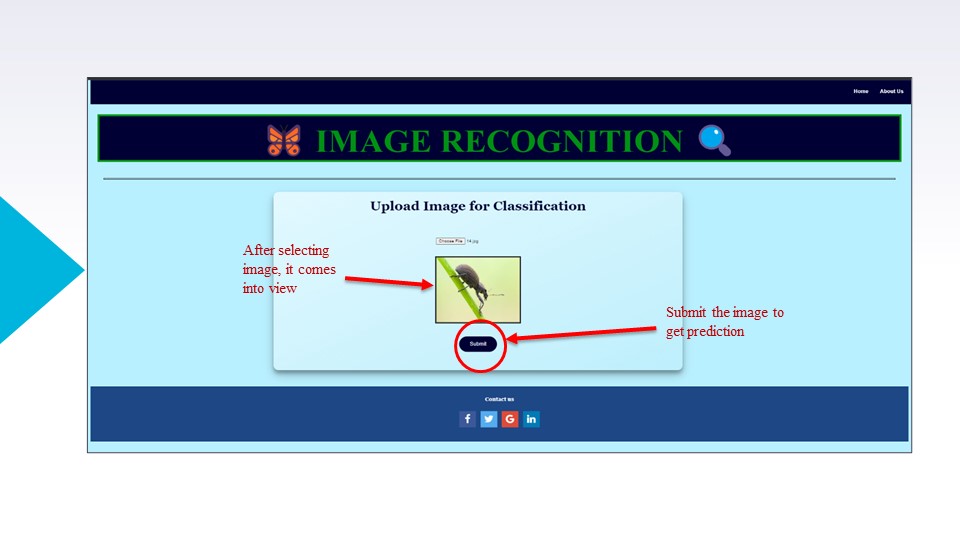 Home About Us
IMAGE RECOGNITION
Upload Image for Classification
Choose File 14.jpg
After selecting
image, it comes
into view
Submit the image to
get prediction
Submit
Contact us